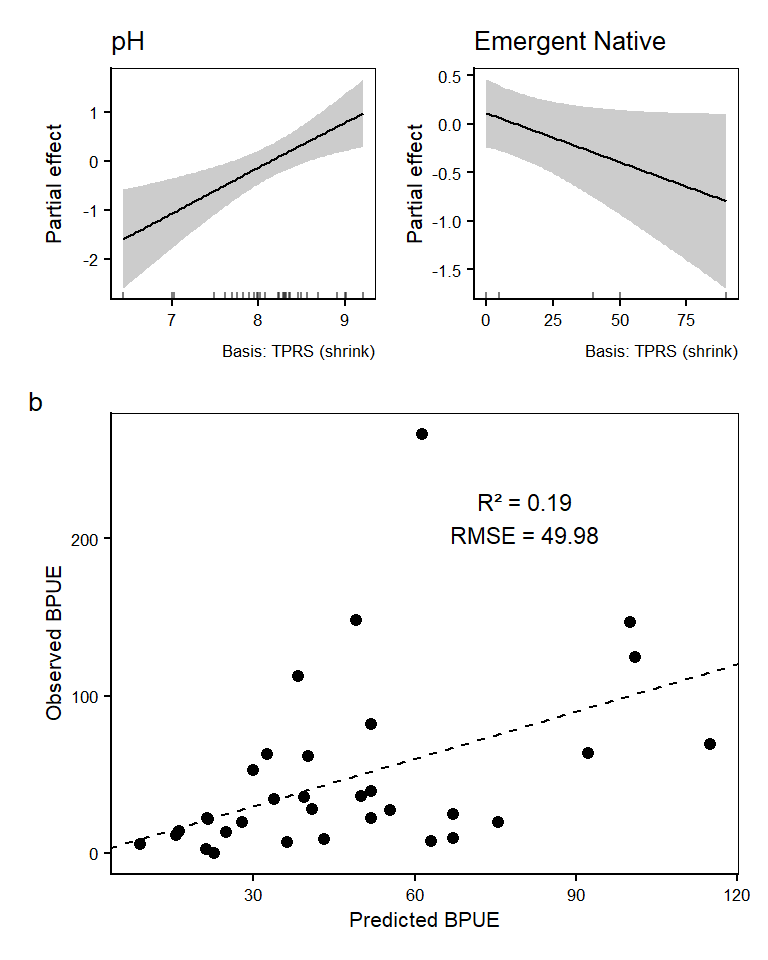 pH
Partial effect
1
0
-1
-2
7
8
9
Basis: TPRS (shrink)
Emergent Native
Partial effect
0.5
0.0
-0.5
-1.0
-1.5
0
25
50
75
Basis: TPRS (shrink)
b
Observed BPUE
200
100
0
R² = 0.19
RMSE = 49.98
30
60
90
120
Predicted BPUE